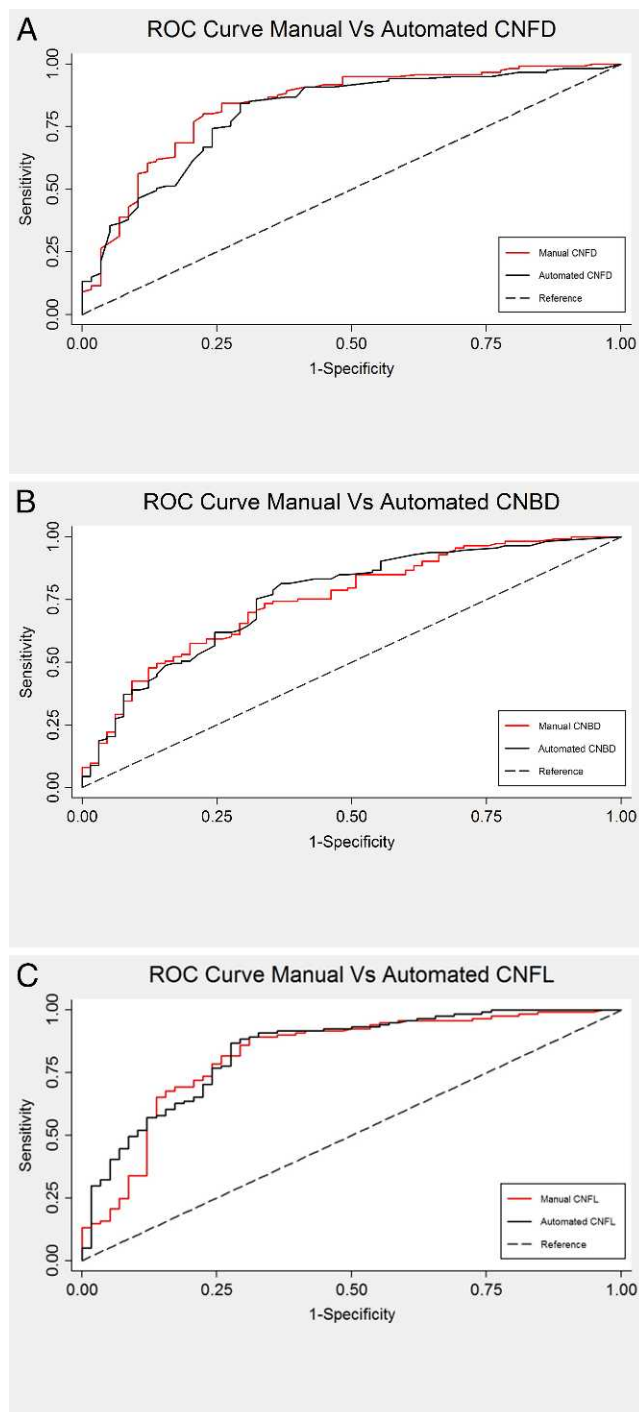 A
ROC Curve Manual Vs Automated CNFD
Sensitivity
1.00
0.75
0.50
0.25
0.00
Manual CNFD
Automated CNFD
Reference
0.00 0.25 0.50 0.75 1.00
1-Specificity
B
ROC Curve Manual Vs Automated CNBD
Sensitivity
1.00
0.75
0.50
0.25
0.00
Manual CNBD
Automated CNBD
Reference
0.00 0.25 0.50 0.75 1.00
1-Specificity
C
ROC Curve Manual Vs Automated CNFL
Sensitivity
1.00
0.75
0.50
0.25
0.00
Manual CNFL
Automated CNFL
Reference
0.00 0.25 0.50 0.75 1.00
1-Specificity